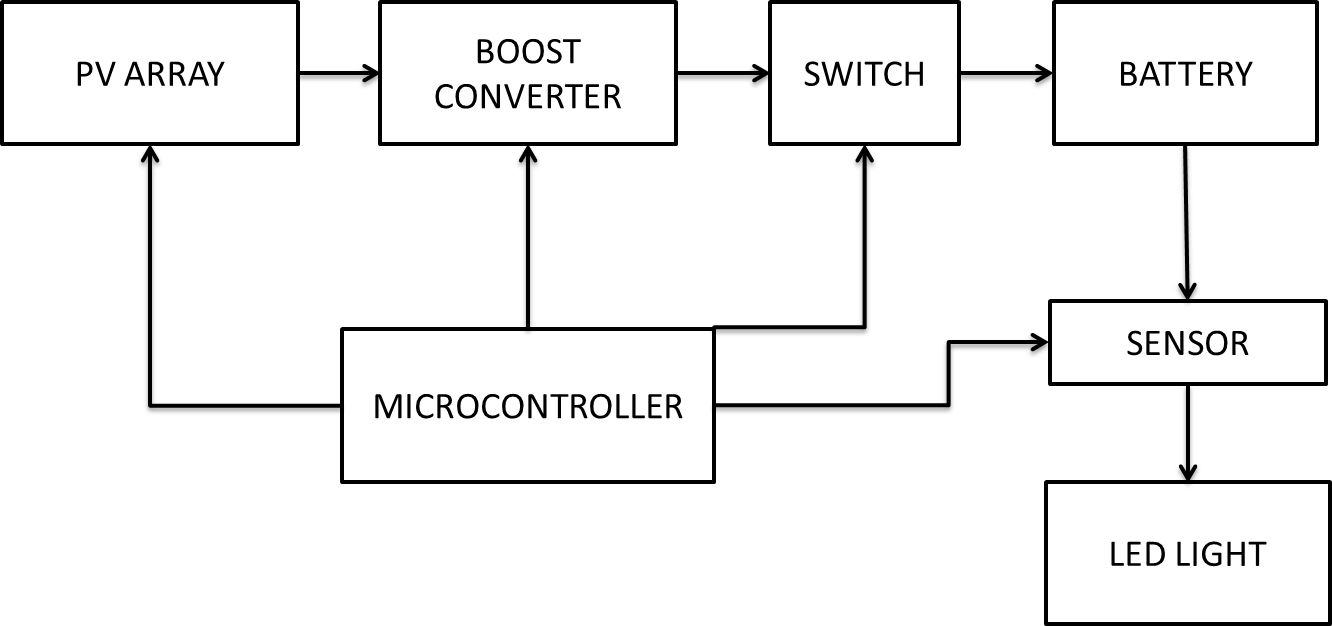 PV ARRAY
BOOST
CONVERTER
SWITCH
BATTERY
SENSOR
MICROCONTROLLER
LED LIGHT